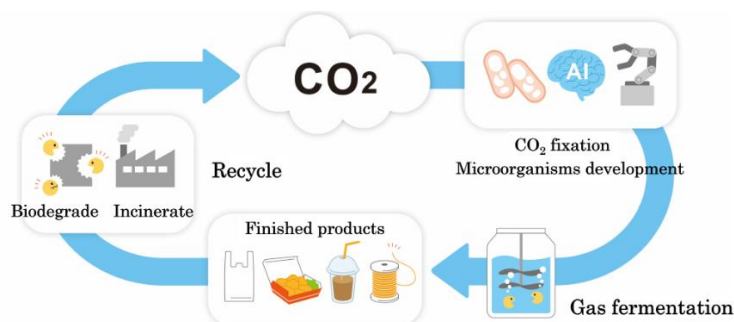 CO2
AI
CO₂ fixation
Microorganisms development
Recycle
Biodegrade Incinerate
Finished products
Gas fermentation